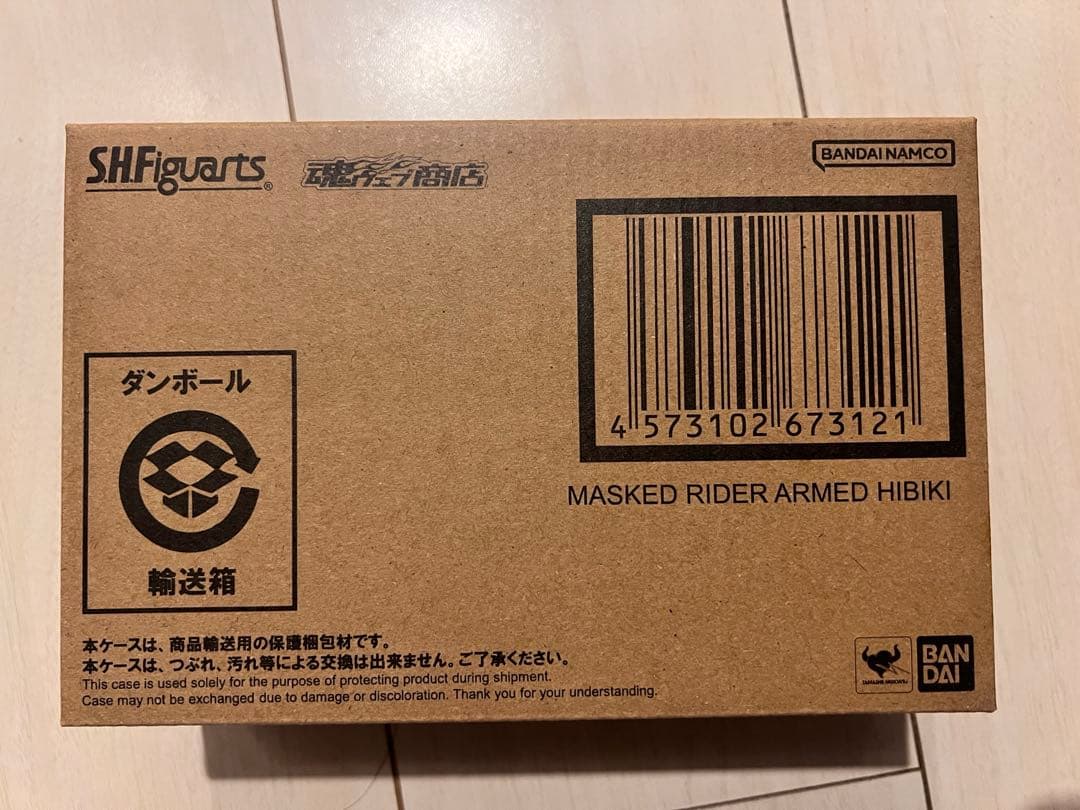 S.H.Figuarts®
魂ウェブ商店
BANDAI NAMCO
4 573102 673121
MASKED RIDER ARMED HIBIKI
ダンボール
輸送箱
本ケースは、商品輸送用の保護梱包材です。
本ケースは、つぶれ、汚れ等による交換は出来ません。ご了承ください。
This case is used solely for the purpose of protecting product during shipment.
Case may not be exchanged due to damage or discoloration. Thank you for your understanding.
TAMASHII NATIONS
BAN
DAI